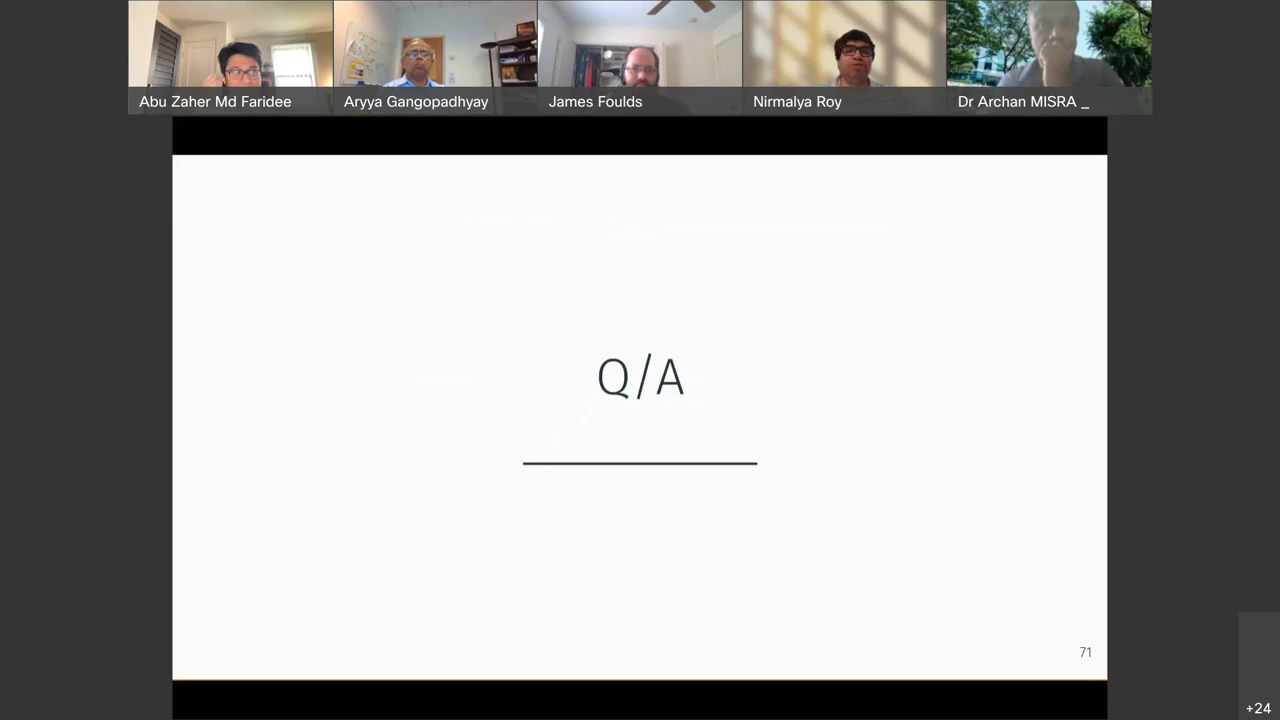 Abu Zaher Md Faridee
Aryya Gangopadhyay
James Foulds
Nirmalya Roy
Dr Archan MISRA _
Q/A
71
+24